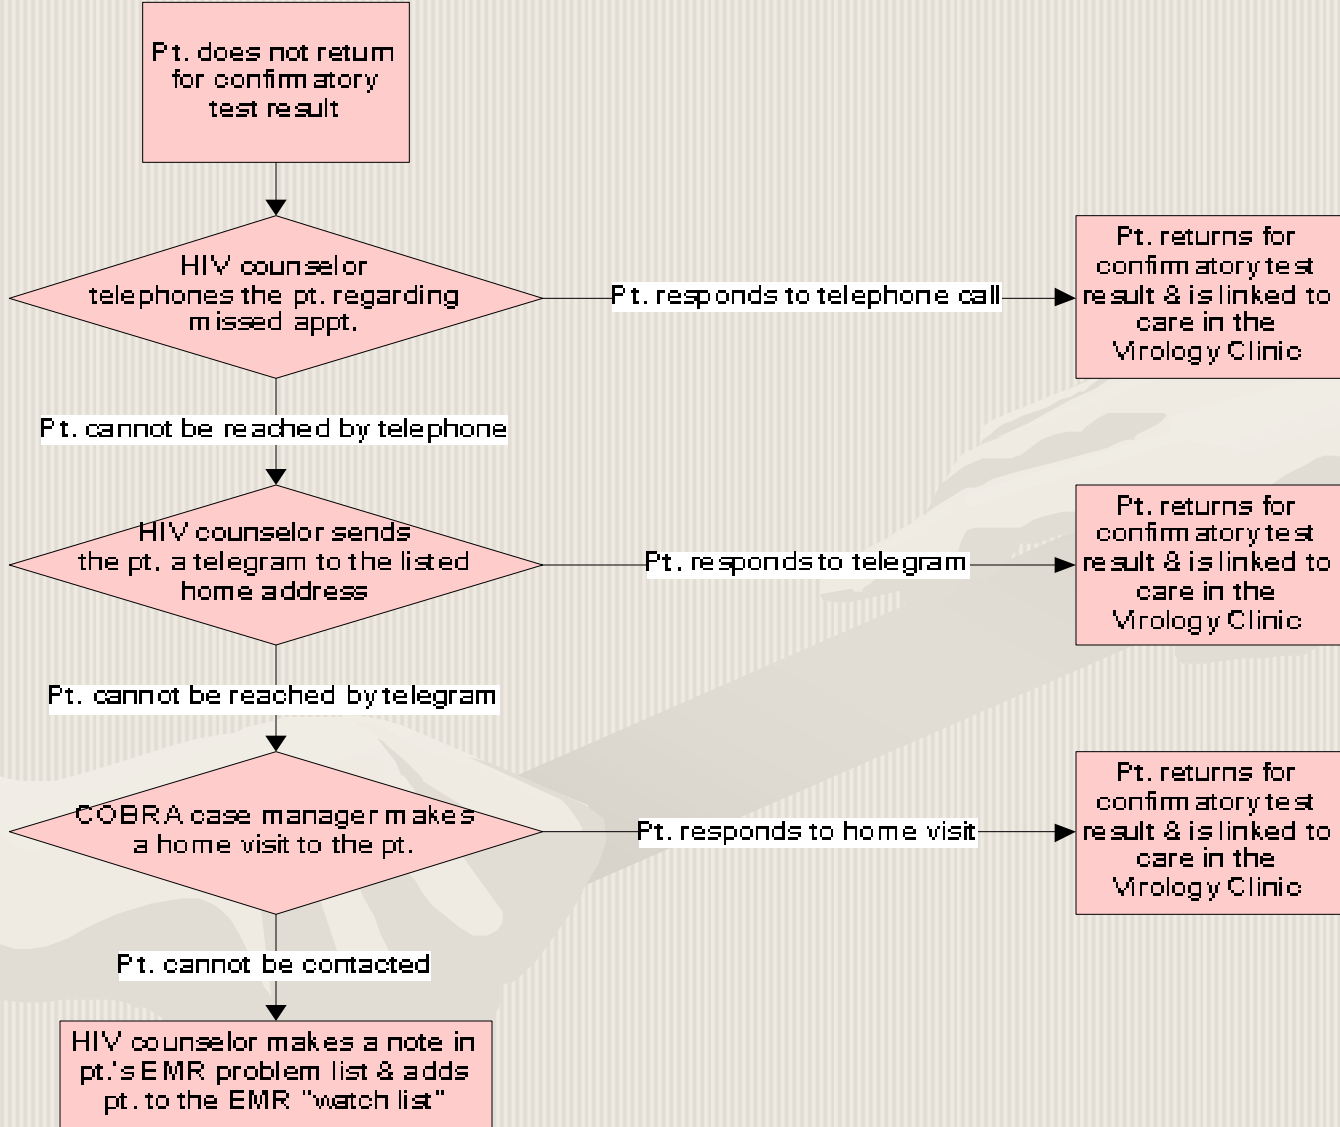 Pt. does not return
for confirmatory
test result
HIV counselor
telephones the pt. regarding
missed appt.
Pt. responds to telephone call
Pt. returns for
confirmatory test
result & is linked to
care in the
Virology Clinic
Pt. cannot be reached by telephone
HIV counselor sends
the pt. a telegram to the listed
home address
Pt. responds to telegram
Pt. returns for
confirmatory test
result & is linked to
care in the
Virology Clinic
Pt. cannot be reached by telegram
COBRA case manager makes
a home visit to the pt.
Pt. responds to home visit
Pt. returns for
confirmatory test
result & is linked to
care in the
Virology Clinic
Pt. cannot be contacted
HIV counselor makes a note in
pt.'s EMR problem list & adds
pt. to the EMR "watch list"